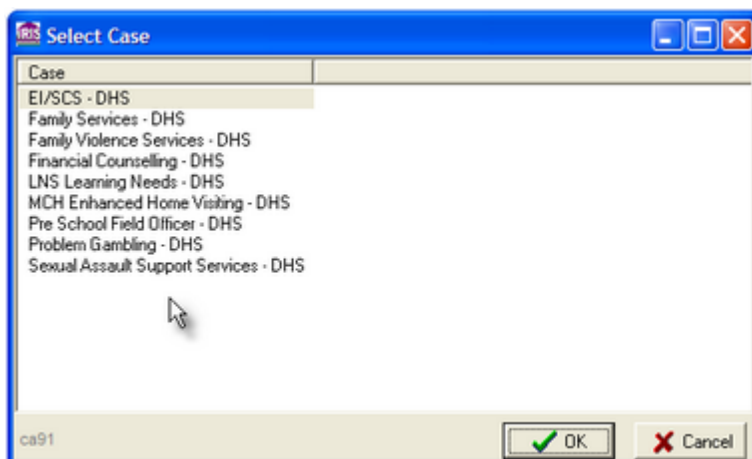 IRIS Select Case
Case
EI/SCS - DHS
Family Services - DHS
Family Violence Services - DHS
Financial Counselling - DHS
LNS Learning Needs - DHS
MCH Enhanced Home Visiting - DHS
Pre School Field Officer - DHS
Problem Gambling - DHS
Sexual Assault Support Services - DHS
ca91 OK Cancel